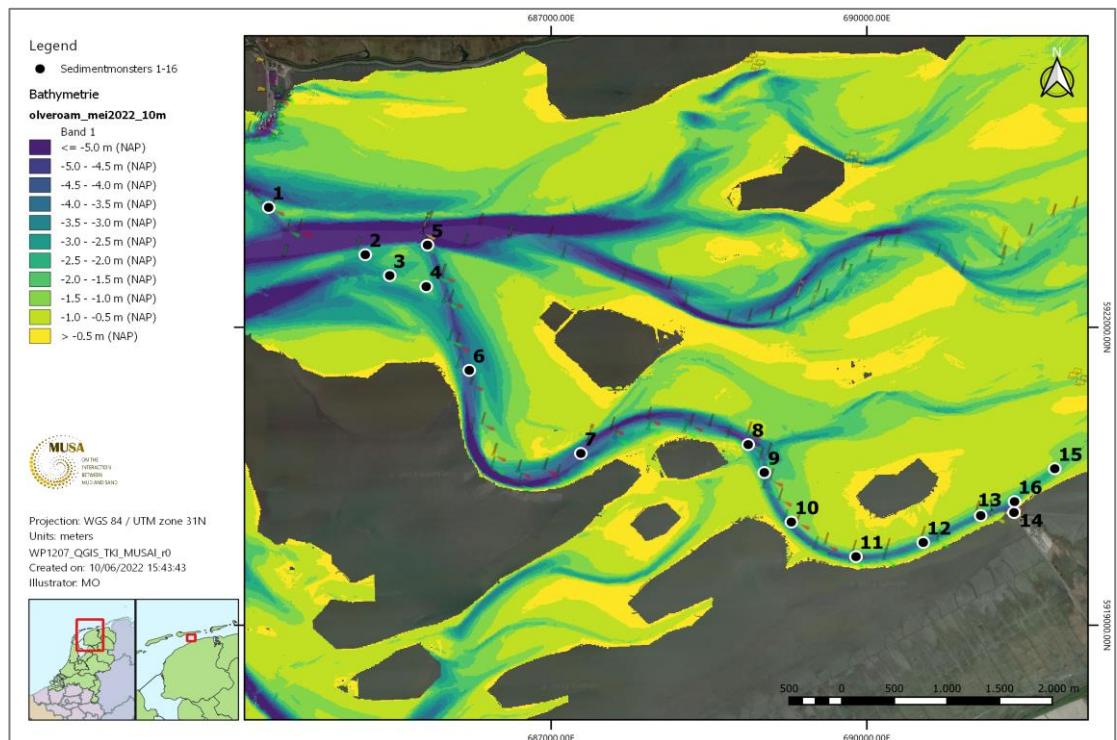 687000.00E
690000.00E
Legend
Sedimentmonsters 1-16
Bathymetrie
olveroam_mei2022_10m
Band 1
<= -5.0 m (NAP)
-5.0 - -4.5 m (NAP)
-4.5 - -4.0 m (NAP)
-4.0 - -3.5 m (NAP)
-3.5 - -3.0 m (NAP)
-3.0 - -2.5 m (NAP)
-2.5 - -2.0 m (NAP)
-2.0 - -1.5 m (NAP)
-1.5 - -1.0 m (NAP)
-1.0 - -0.5 m (NAP)
> -0.5 m (NAP)
MUSA
ON THE
INTERACTION
BETWEEN
MUD AND SAND
Projection: WGS 84 / UTM zone 31N
Units: meters
WP1207_QGIS_TKI_MUSAI_r0
Created on: 10/06/2022 15:43:43
Illustrator: MO
N
1
2
5
3
4
6
7
8
9
10
11
12
13
16
14
15
5922000.00N
5919000.00N
500 0 500 1.000 1.500 2.000 m
687000.00E
690000.00E